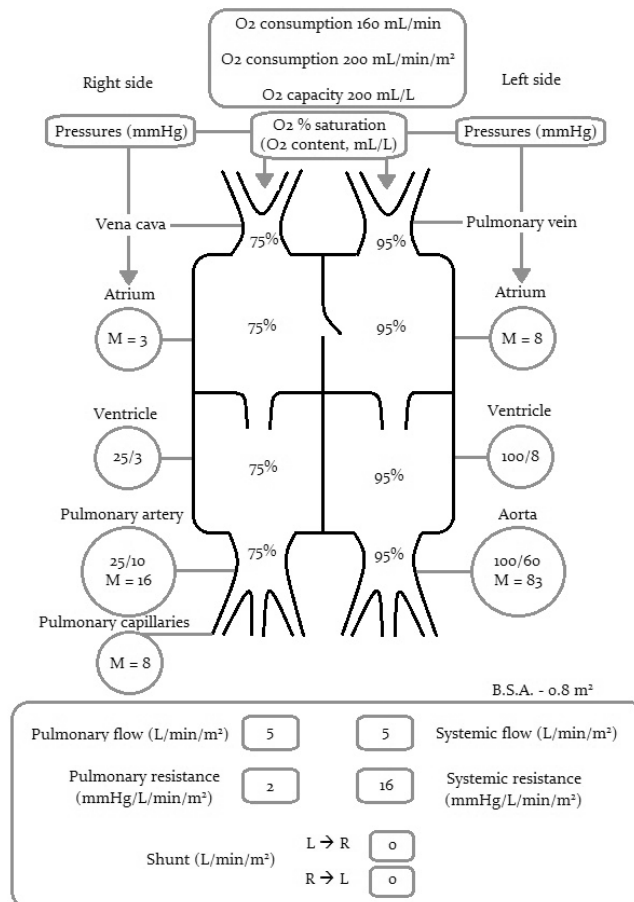 O2 consumption 160 mL/min
O2 consumption 200 mL/min/m²
O2 capacity 200 mL/L
Right side
Left side
Pressures (mmHg)
O2 % saturation
(O2 content, mL/L)
Pressures (mmHg)
Vena cava
75%
95%
Pulmonary vein
Atrium
M = 3
75%
95%
Atrium
M = 8
Ventricle
25/3
75%
95%
Ventricle
100/8
Pulmonary artery
25/10
M = 16
75%
95%
Aorta
100/60
M = 83
Pulmonary capillaries
M = 8
B.S.A. - 0.8 m²
Pulmonary flow (L/min/m²)
5
5
Systemic flow (L/min/m²)
Pulmonary resistance
(mmHg/L/min/m²)
2
16
Systemic resistance
(mmHg/L/min/m²)
Shunt (L/min/m²)
L → R
0
R → L
0